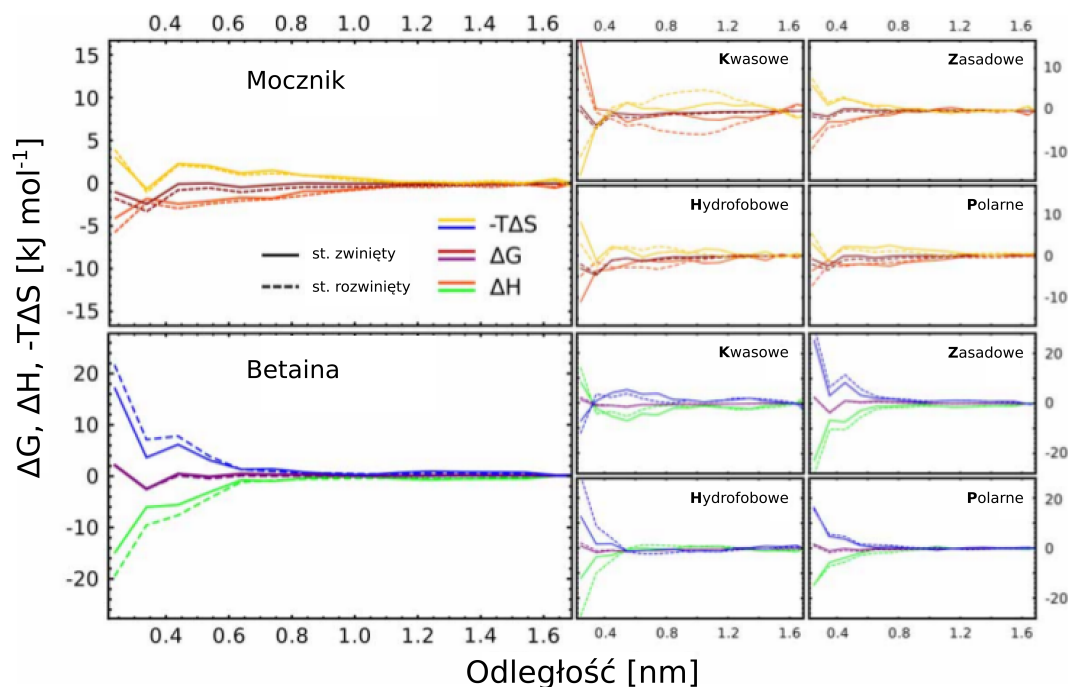 0.4 0.6 0.8 1.0 1.2 1.4 1.6
0.4 0.8 1.2 1.6
0.4 0.8 1.2 1.6
ΔG, ΔH, -TΔS [kJ mol-1]
15
10
5
0
-5
-10
-15
Mocznik
st. zwinięty
st. rozwinięty
-TΔS
ΔG
ΔH
Kwasowe
Zasadowe
10
0
-10
Hydrofobowe
Polarne
10
0
-10
20
10
0
-10
-20
Betaina
Kwasowe
Zasadowe
20
0
-20
Hydrofobowe
Polarne
20
0
-20
0.4 0.6 0.8 1.0 1.2 1.4 1.6
0.4 0.8 1.2 1.6
0.4 0.8 1.2 1.6
Odległość [nm]